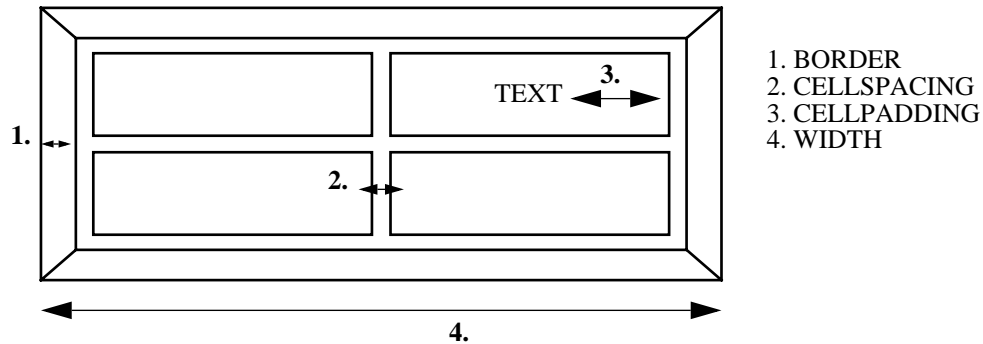 1. BORDER
2. CELLSPACING
3. CELLPADDING
4. WIDTH
3.
TEXT
1.
2.
4.